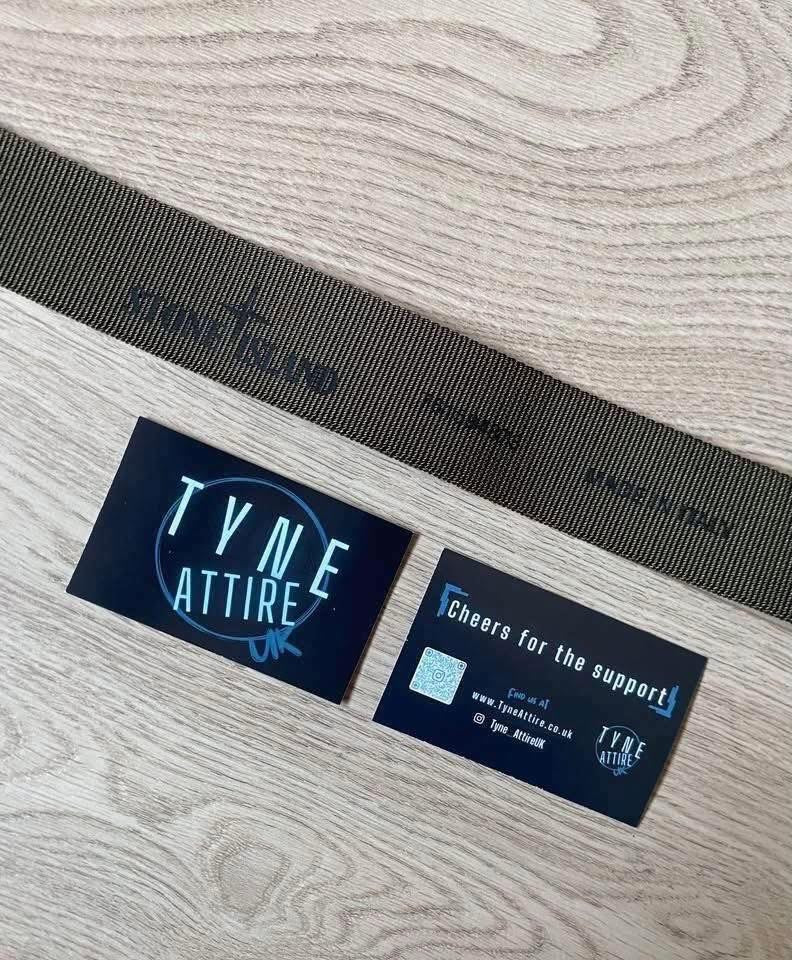 STONE ISLAND
MADE IN ITALY
TYNE
ATTIRE
UK
Cheers for the support
FIND US AT
www.TyneAttire.co.uk
Tyne_AttireUK
TYNE
ATTIRE
UK